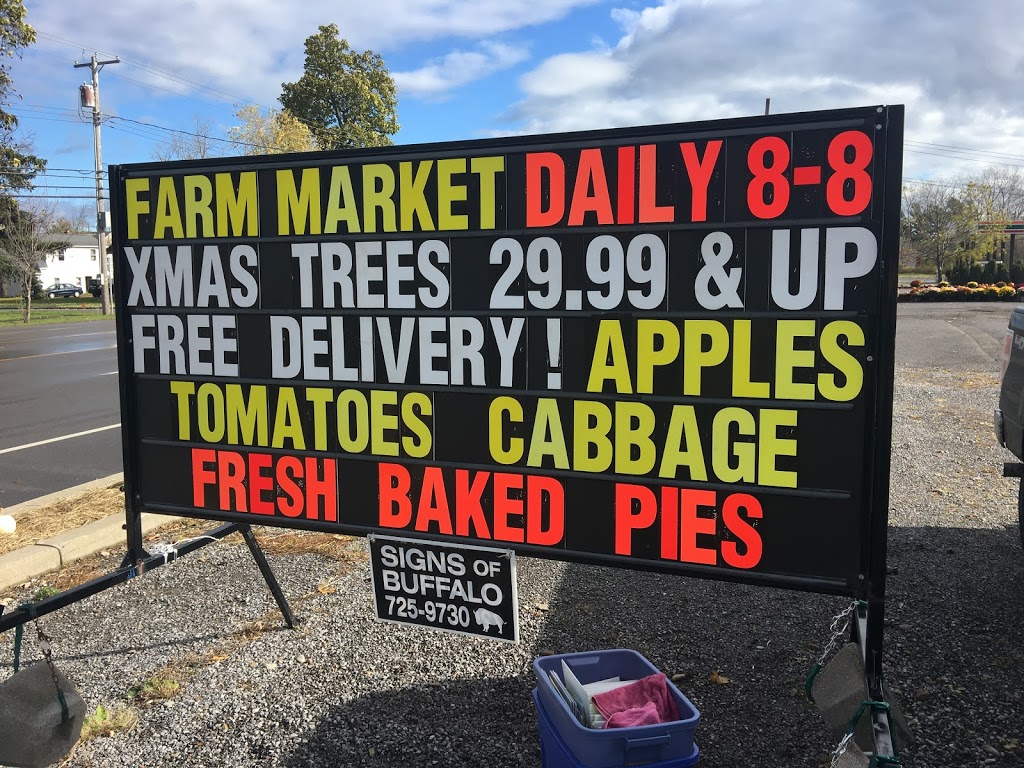 FARM MARKET DAILY 8-8
XMAS TREES 29.99 & UP
FREE DELIVERY! APPLES
TOMATOES CABBAGE
FRESH BAKED PIES
SIGNS OF
BUFFALO
725-9730